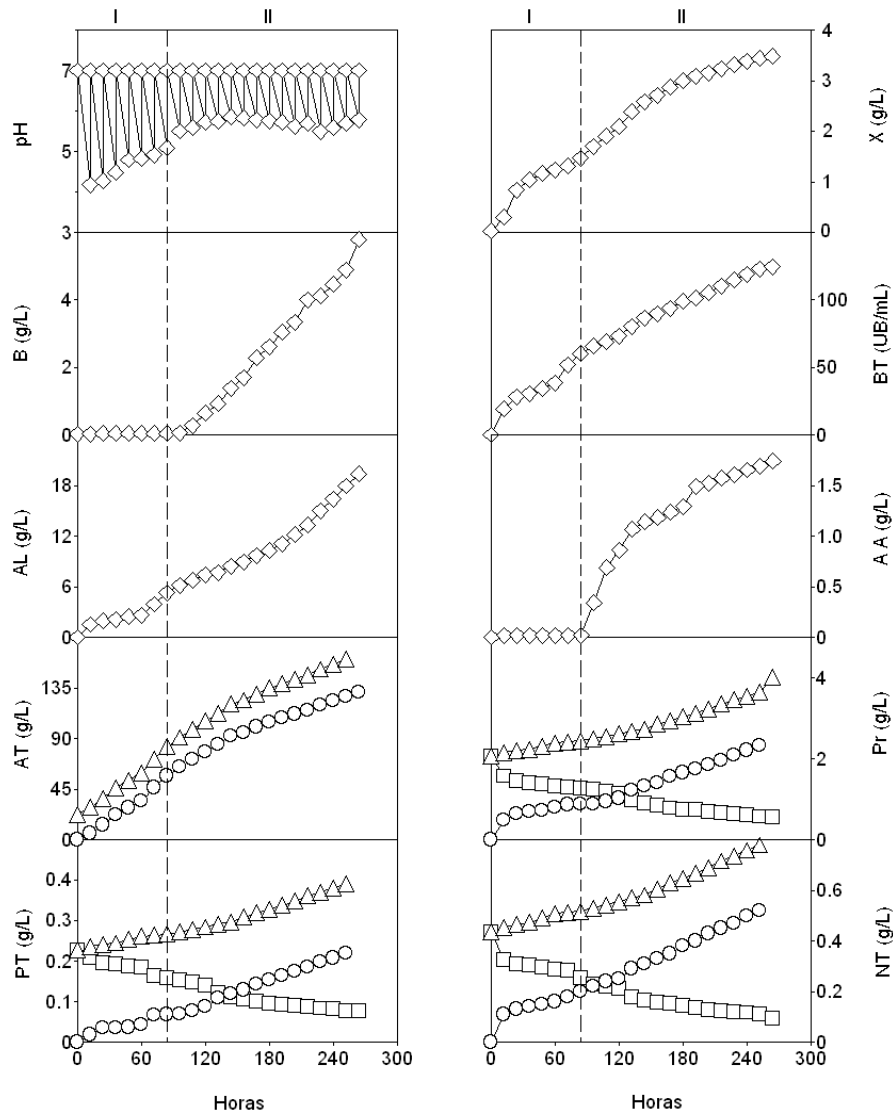 I II
I II
pH
7
5
B (g/L)
3
4
2
0
AL (g/L)
18
12
6
0
AT (g/L)
135
90
45
0
PT (g/L)
0.4
0.3
0.2
0.1
0
0 60 120 180 240 300
Horas
4
3
2
1
0
X (g/L)
100
50
0
BT (UB/mL)
1.5
1.0
0.5
0
AA (g/L)
4
2
0
Pr (g/L)
0.6
0.4
0.2
0
NT (g/L)
0 60 120 180 240 300
Horas